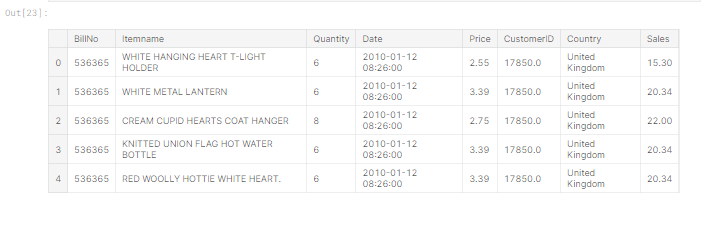 Out[23]:
BillNo Itemname Quantity Date Price CustomerID Country Sales
0 536365 WHITE HANGING HEART T-LIGHT HOLDER 6 2010-01-12 08:26:00 2.55 17850.0 United Kingdom 15.30
1 536365 WHITE METAL LANTERN 6 2010-01-12 08:26:00 3.39 17850.0 United Kingdom 20.34
2 536365 CREAM CUPID HEARTS COAT HANGER 8 2010-01-12 08:26:00 2.75 17850.0 United Kingdom 22.00
3 536365 KNITTED UNION FLAG HOT WATER BOTTLE 6 2010-01-12 08:26:00 3.39 17850.0 United Kingdom 20.34
4 536365 RED WOOLLY HOTTIE WHITE HEART. 6 2010-01-12 08:26:00 3.39 17850.0 United Kingdom 20.34